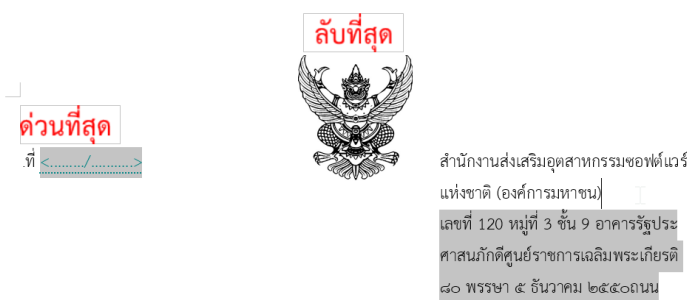 ลับที่สุด
ด่วนที่สุด
ที่ <......../..........>
สำนักงานส่งเสริมอุตสาหกรรมซอฟต์แวร์
แห่งชาติ (องค์การมหาชน)
เลขที่ 120 หมู่ที่ 3 ชั้น 9 อาคารรัฐประ
ศาสนภักดีศูนย์ราชการเฉลิมพระเกียรติ
๘๐ พรรษา ๕ ธันวาคม ๒๕๕๐ถนน